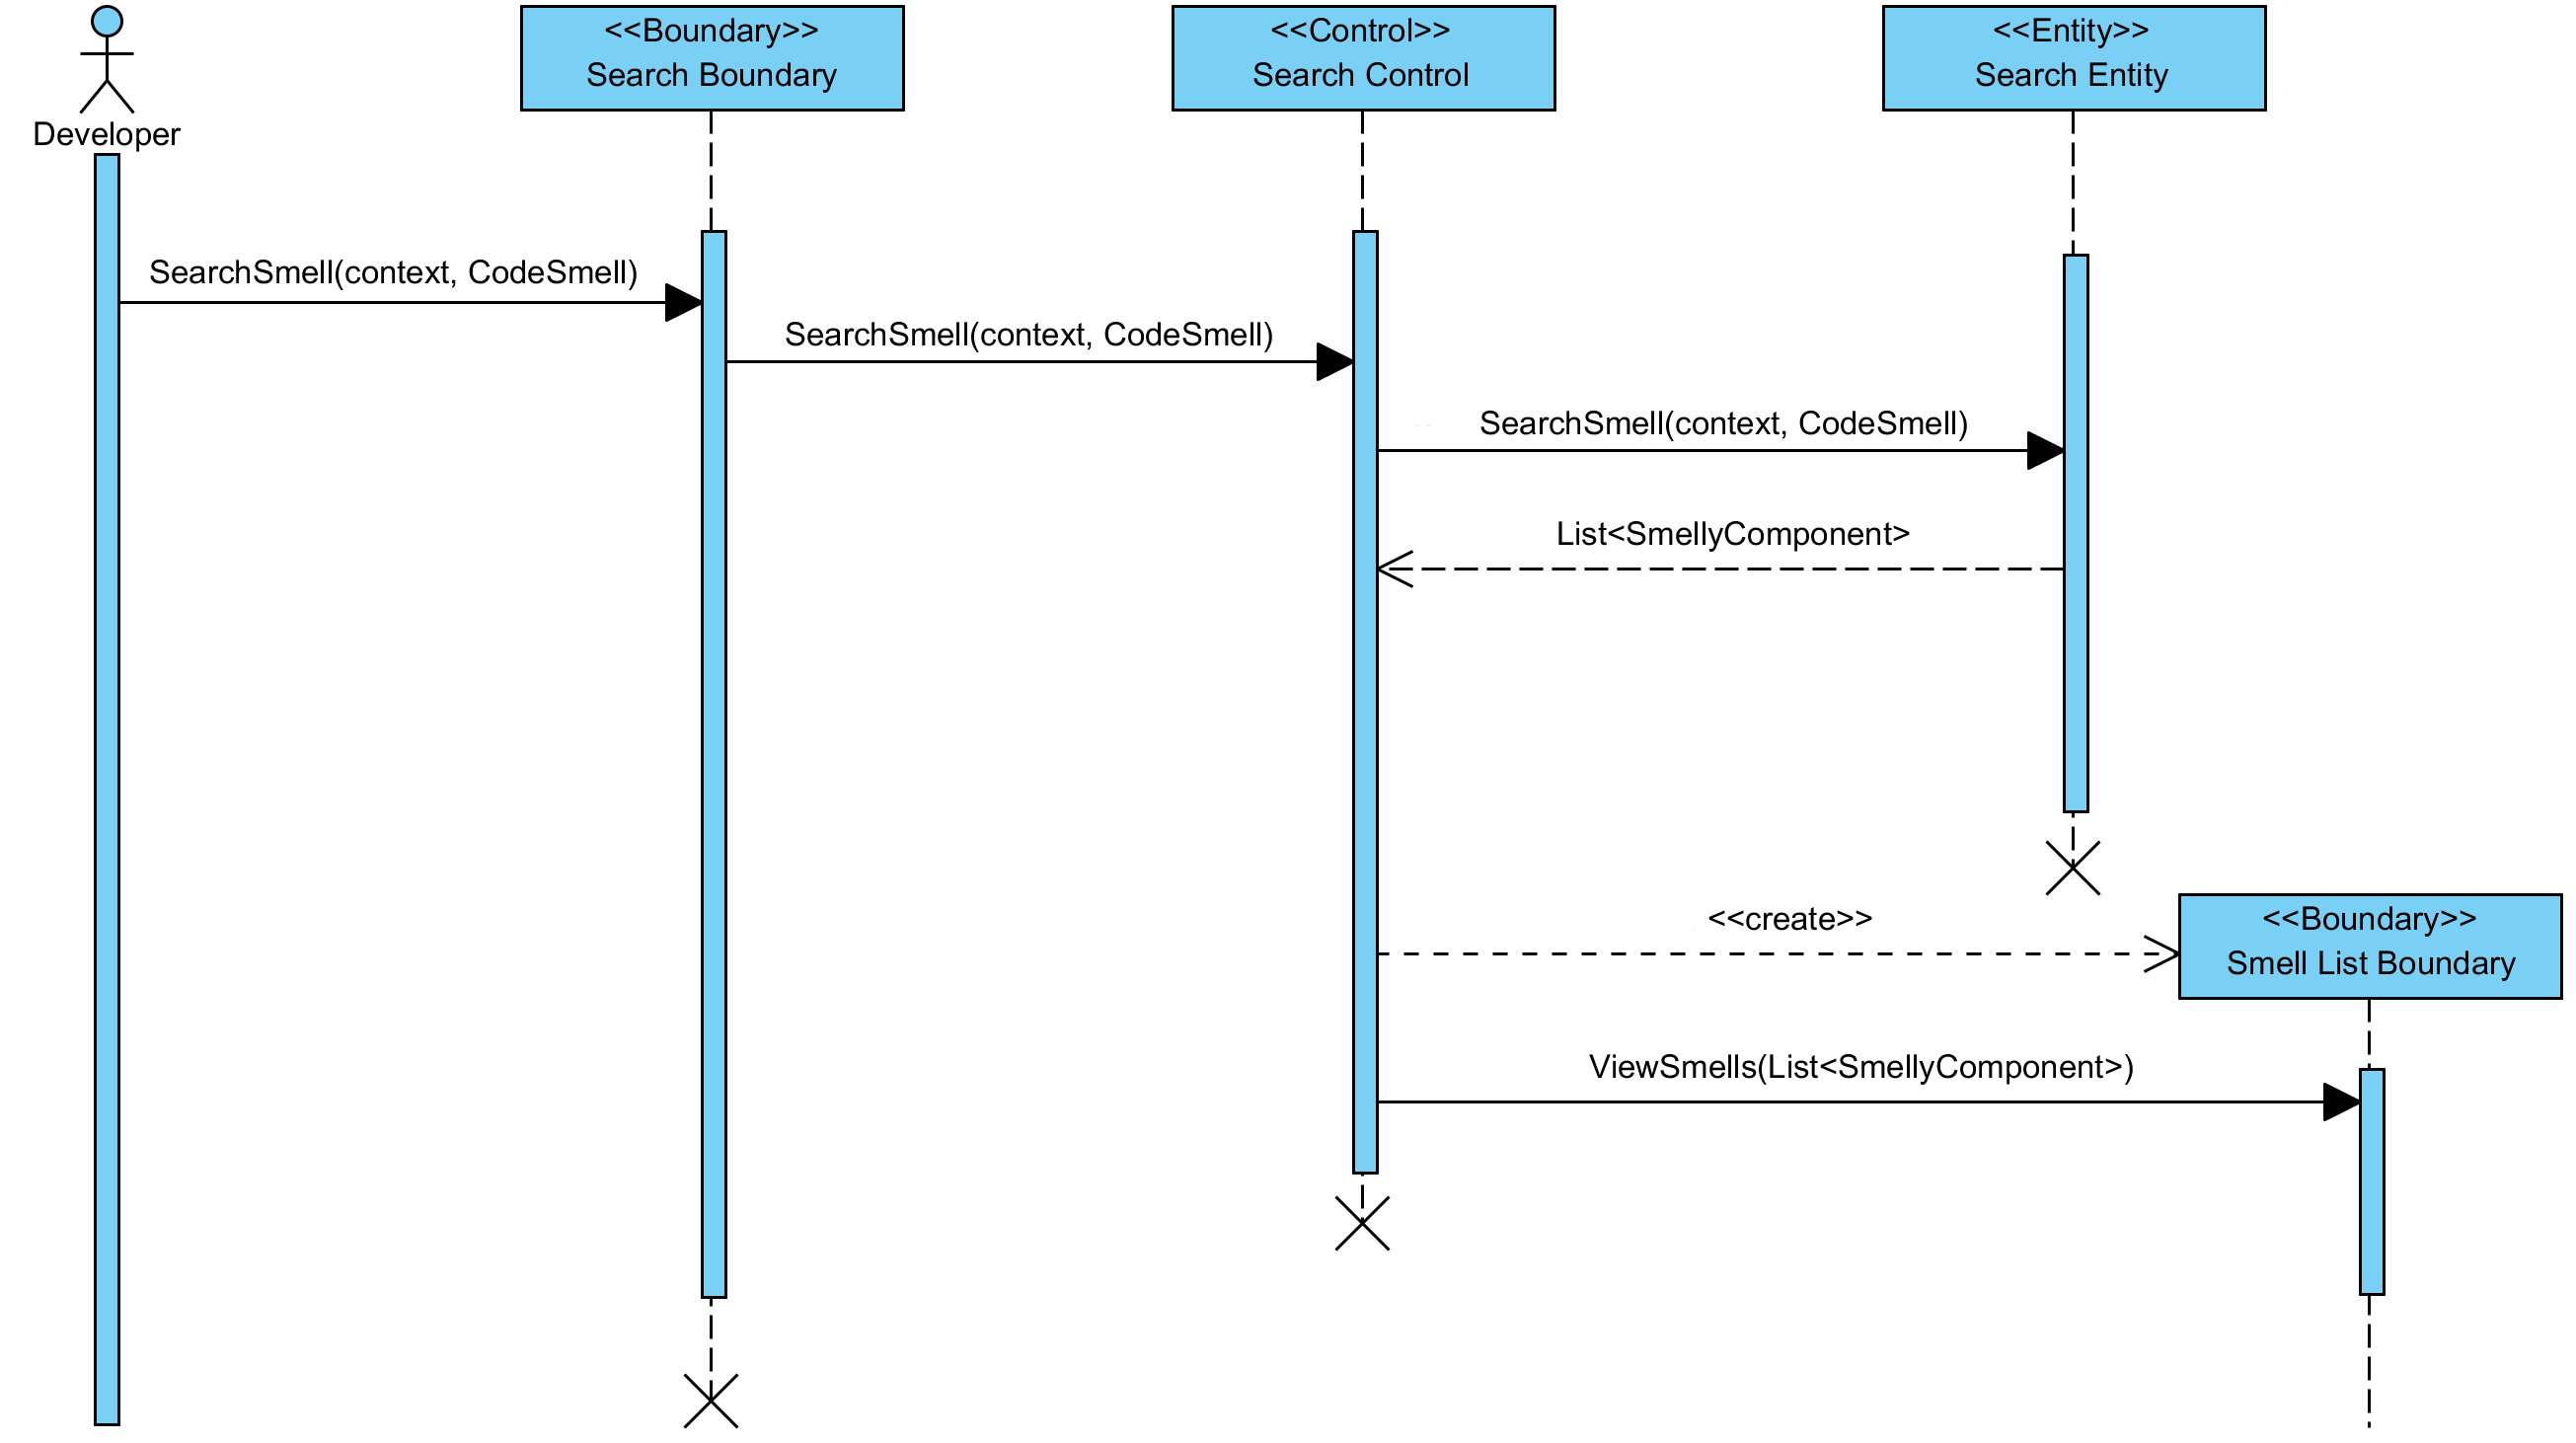 <<Boundary>>
Search Boundary
<<Control>>
Search Control
<<Entity>>
Search Entity
Developer
SearchSmell(context, CodeSmell)
SearchSmell(context, CodeSmell)
SearchSmell(context, CodeSmell)
List<SmellyComponent>
<<create>>
<<Boundary>>
Smell List Boundary
ViewSmells(List<SmellyComponent>)